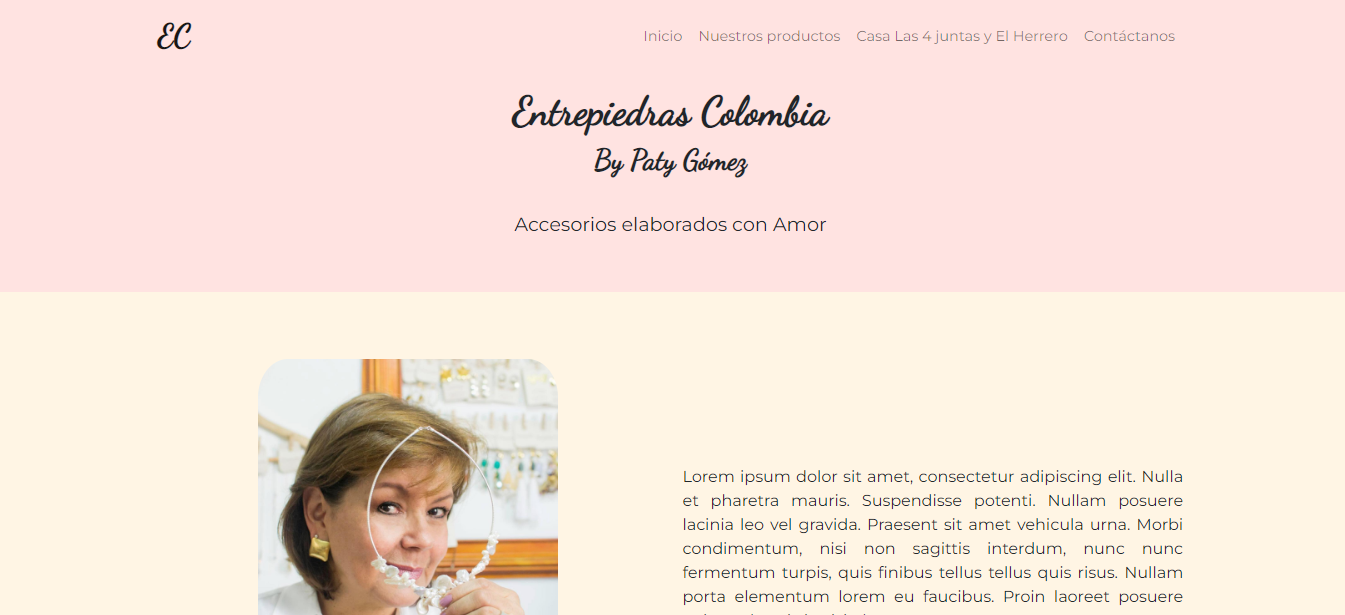 EC
Inicio Nuestros productos Casa Las 4 juntas y El Herrero Contáctanos
Entrepiedras Colombia
By Paty Gómez
Accesorios elaborados con Amor
Lorem ipsum dolor sit amet, consectetur adipiscing elit. Nulla
et pharetra mauris. Suspendisse potenti. Nullam posuere
lacinia leo vel gravida. Praesent sit amet vehicula urna. Morbi
condimentum, nisi non sagittis interdum, nunc nunc
fermentum turpis, quis finibus tellus tellus quis risus. Nullam
porta elementum lorem eu faucibus. Proin laoreet posuere